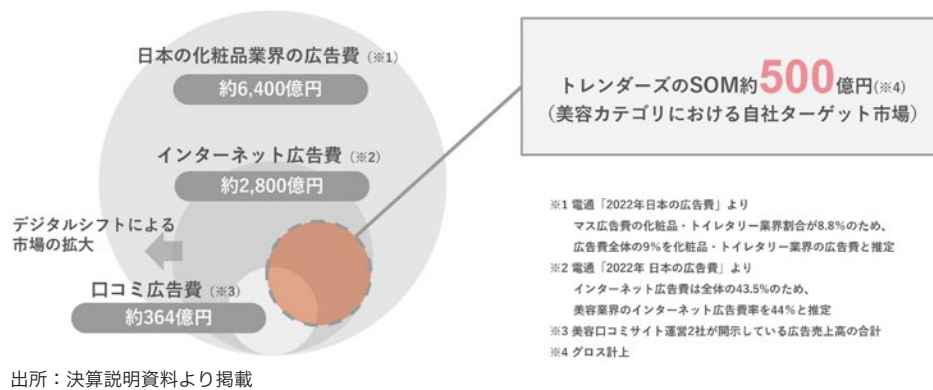 日本の化粧品業界の広告費(※1)
約6,400億円
インターネット広告費(※2)
約2,800億円
デジタルシフトによる
市場の拡大
口コミ広告費(※3)
約364億円
トレンダーズのSOM約500億円(※4)
(美容カテゴリにおける自社ターゲット市場)
※1 電通「2022年日本の広告費」より
マス広告費の化粧品・トイレタリー業界割合が8.8%のため、
広告費全体の9%を化粧品・トイレタリー業界の広告費と推定
※2 電通「2022年 日本の広告費」より
インターネット広告費は全体の43.5%のため、
美容業界のインターネット広告費率を44%と推定
※3 美容口コミサイト運営2社が開示している広告売上高の合計
※4 グロス計上
出所：決算説明資料より掲載